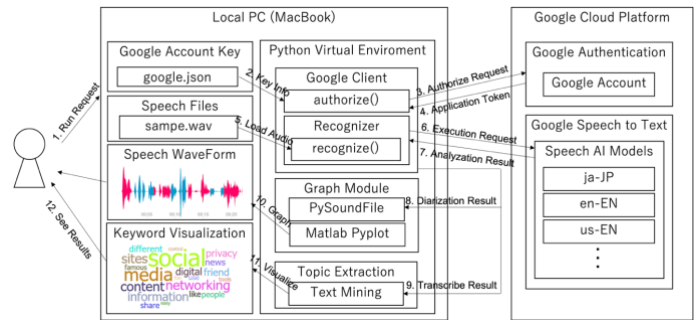 Local PC (MacBook)
Google Cloud Platform
Google Account Key
google.json
Python Virtual Enviroment
Google Client
authorize()
Google Authentication
Google Account
1. Run Request
2. Key Info
3. Authorize Request
4. Application Token
Speech Files
sampe.wav
5. Load Audio
Recognizer
recognize()
6. Execution Request
7. Analyzation Result
Google Speech to Text
Speech AI Models
ja-JP
en-EN
us-EN
Speech WaveForm
00:00
00:10
Graph Module
PySoundFile
Matlab Pyplot
8. Diarization Result
10. Graph
12. See Results
Keyword Visualization
different
sites
social
privacy
news
famous
media
digital
friend
content
networking
information
like
people
share
11. Visualize
Topic Extraction
Text Mining
9. Transcribe Result